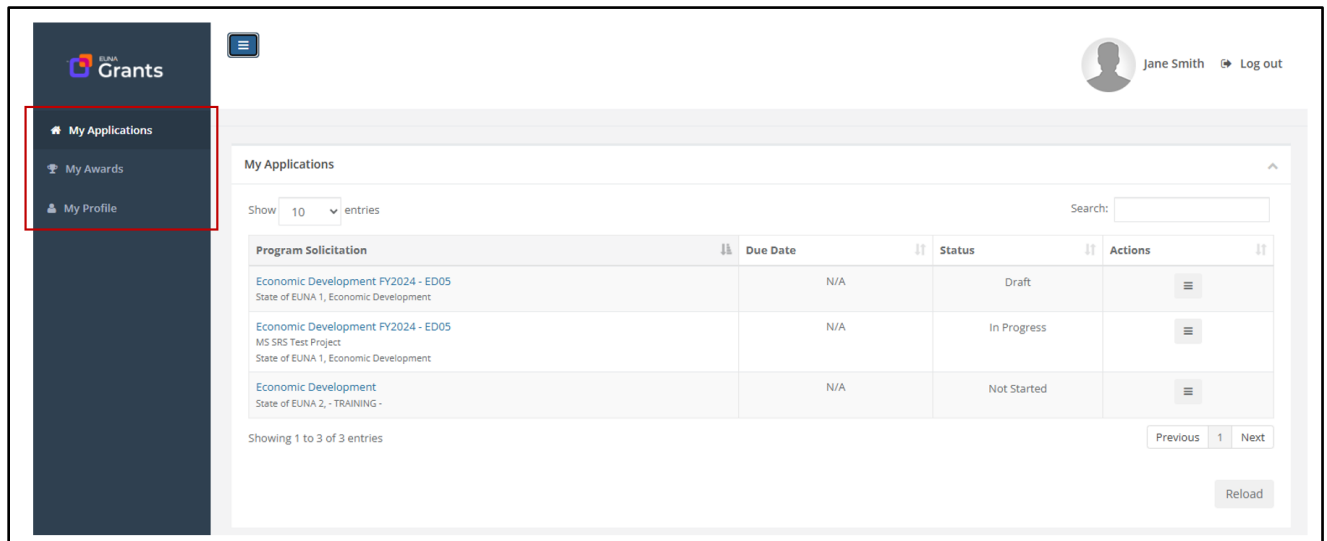 EUNA
Grants
Jane Smith Log out
My Applications
My Awards
My Profile
My Applications
Show 10 entries Search:
Program Solicitation Due Date Status Actions
Economic Development FY2024 - ED05 N/A Draft
State of EUNA 1, Economic Development
Economic Development FY2024 - ED05 N/A In Progress
MS SRS Test Project
State of EUNA 1, Economic Development
Economic Development N/A Not Started
State of EUNA 2, - TRAINING -
Showing 1 to 3 of 3 entries Previous 1 Next
Reload